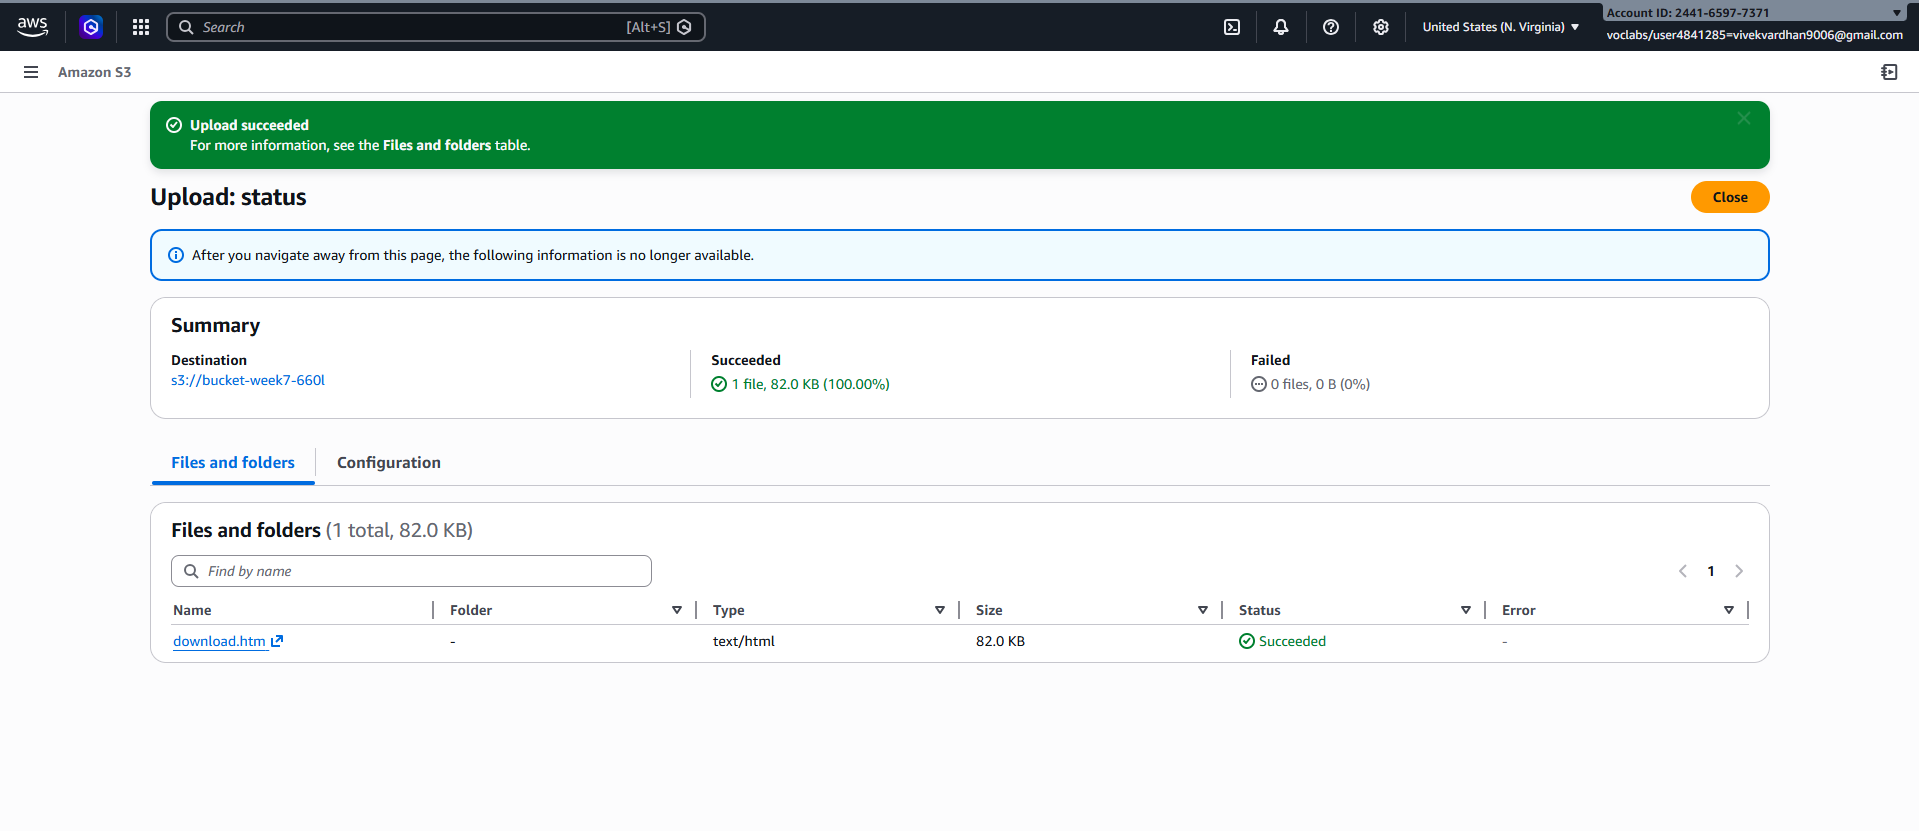 aws
Search
[Alt+S]
United States (N. Virginia)
Account ID: 2441-6597-7371
voclabs/user4841285=vivekvardhan9006@gmail.com
Amazon S3
Upload succeeded
For more information, see the Files and folders table.
Upload: status
Close
After you navigate away from this page, the following information is no longer available.
Summary
Destination
s3://bucket-week7-660l
Succeeded
1 file, 82.0 KB (100.00%)
Failed
0 files, 0 B (0%)
Files and folders
Configuration
Files and folders (1 total, 82.0 KB)
Find by name
1
Name Folder Type Size Status Error
download.htm - text/html 82.0 KB Succeeded -